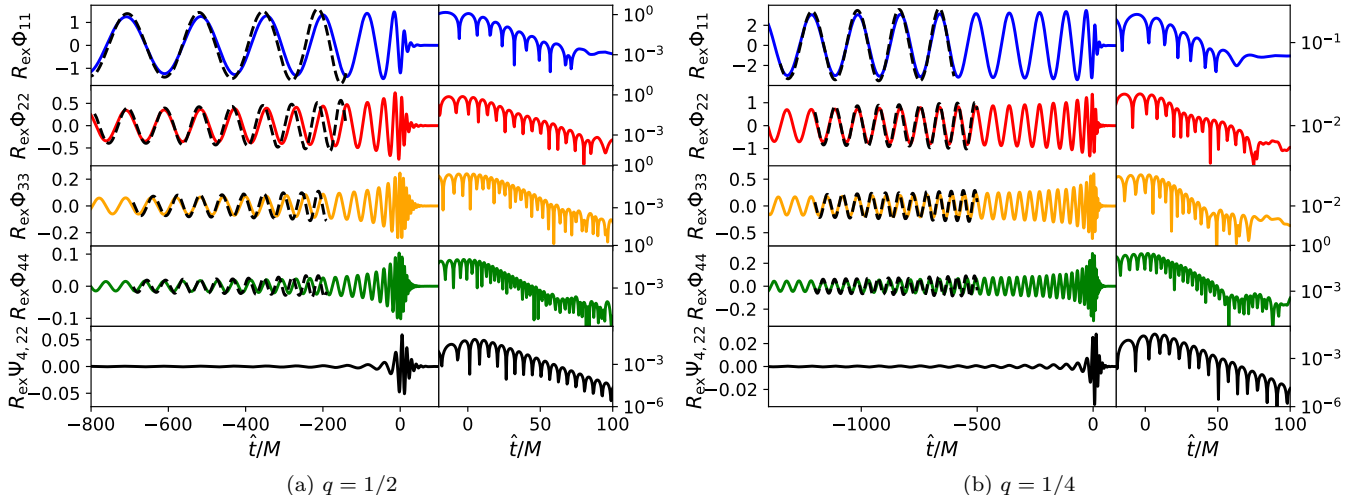 R_ex Φ_11
1
0
−1
10^0
10^−3
R_ex Φ_22
0.5
0.0
−0.5
10^0
10^−3
R_ex Φ_33
0.2
0.0
−0.2
10^0
10^−3
R_ex Φ_44
0.1
0.0
−0.1
10^0
10^−3
R_ex Ψ_4,22
0.05
0.00
−0.05
10^−3
10^−6
−800 −600 −400 −200 0
0 50 100
t̂/M
t̂/M
(a) q = 1/2
R_ex Φ_11
2
0
−2
10^−1
R_ex Φ_22
1
0
−1
10^−2
R_ex Φ_33
0.5
0.0
−0.5
10^−2
R_ex Φ_44
0.2
0.0
−0.2
10^0
10^−3
R_ex Ψ_4,22
0.02
0.00
−0.02
10^−3
10^−6
−1000 −500 0
0 50 100
t̂/M
t̂/M
(b) q = 1/4